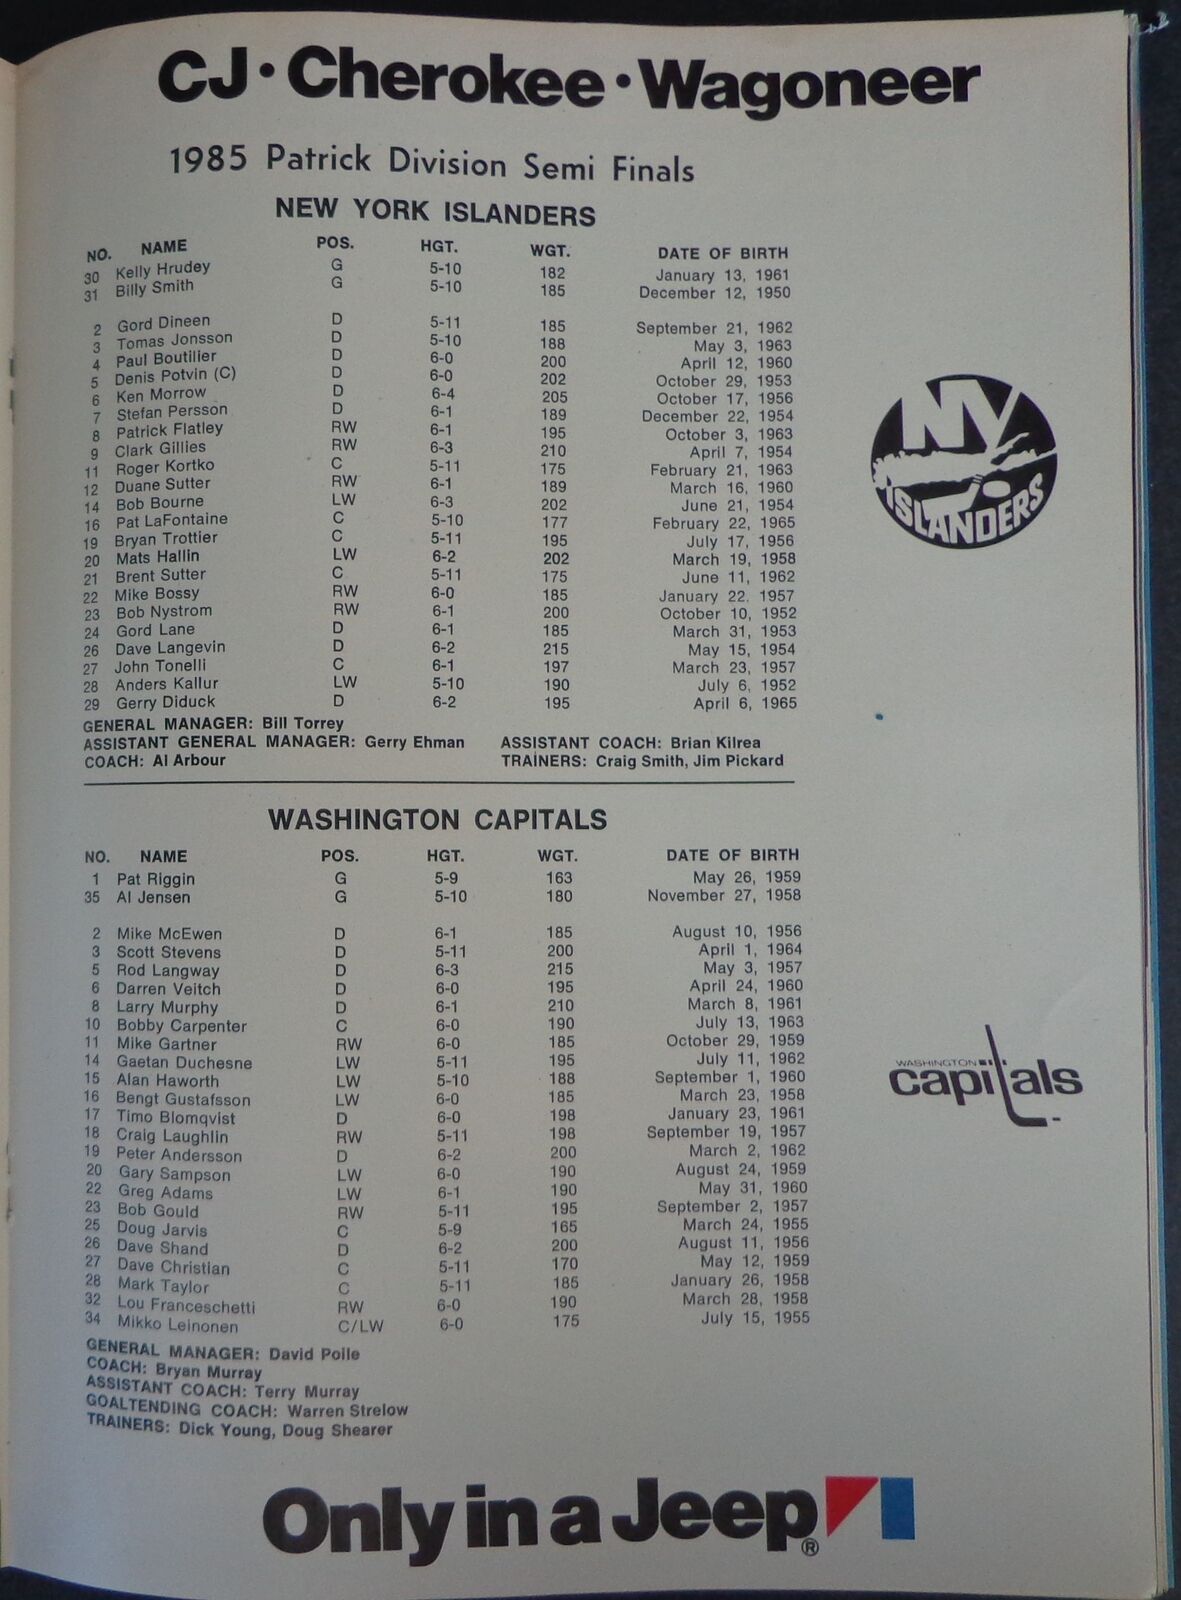 CJ • Cherokee • Wagoneer
1985 Patrick Division Semi Finals
NEW YORK ISLANDERS
NO. NAME POS. HGT. WGT. DATE OF BIRTH
30 Kelly Hrudey G 5-10 182 January 13, 1961
31 Billy Smith G 5-10 185 December 12, 1950
2 Gord Dineen D 5-11 185 September 21, 1962
3 Tomas Jonsson D 5-10 188 May 3, 1963
4 Paul Boutilier D 6-0 200 April 12, 1960
5 Denis Potvin (C) D 6-0 202 October 29, 1953
6 Ken Morrow D 6-4 205 October 17, 1956
7 Stefan Persson D 6-1 189 December 22, 1954
8 Patrick Flatley RW 6-1 195 October 3, 1963
9 Clark Gillies RW 6-3 210 April 7, 1954
11 Roger Kortko C 5-11 175 February 21, 1963
12 Duane Sutter RW 6-1 189 March 16, 1960
14 Bob Bourne LW 6-3 202 June 21, 1954
16 Pat LaFontaine C 5-10 177 February 22, 1965
19 Bryan Trottier C 5-11 195 July 17, 1956
20 Mats Hallin LW 6-2 202 March 19, 1958
21 Brent Sutter C 5-11 175 June 11, 1962
22 Mike Bossy RW 6-0 185 January 22. 1957
23 Bob Nystrom RW 6-1 200 October 10, 1952
24 Gord Lane D 6-1 185 March 31, 1953
26 Dave Langevin D 6-2 215 May 15, 1954
27 John Tonelli C 6-1 197 March 23, 1957
28 Anders Kallur LW 5-10 190 July 6, 1952
29 Gerry Diduck D 6-2 195 April 6, 1965
GENERAL MANAGER: Bill Torrey
ASSISTANT GENERAL MANAGER: Gerry Ehman ASSISTANT COACH: Brian Kilrea
COACH: Al Arbour TRAINERS: Craig Smith, Jim Pickard
NY
ISLANDERS
WASHINGTON CAPITALS
NO. NAME POS. HGT. WGT. DATE OF BIRTH
1 Pat Riggin G 5-9 163 May 26, 1959
35 Al Jensen G 5-10 180 November 27, 1958
2 Mike McEwen D 6-1 185 August 10, 1956
3 Scott Stevens D 5-11 200 April 1, 1964
5 Rod Langway D 6-3 215 May 3, 1957
6 Darren Veitch D 6-0 195 April 24, 1960
8 Larry Murphy D 6-1 210 March 8, 1961
10 Bobby Carpenter C 6-0 190 July 13, 1963
11 Mike Gartner RW 6-0 185 October 29, 1959
14 Gaetan Duchesne LW 5-11 195 July 11, 1962
15 Alan Haworth LW 5-10 188 September 1, 1960
16 Bengt Gustafsson LW 6-0 185 March 23, 1958
17 Timo Blomqvist D 6-0 198 January 23, 1961
18 Craig Laughlin RW 5-11 198 September 19, 1957
19 Peter Andersson D 6-2 200 March 2, 1962
20 Gary Sampson LW 6-0 190 August 24, 1959
22 Greg Adams LW 6-1 190 May 31, 1960
23 Bob Gould RW 5-11 195 September 2, 1957
25 Doug Jarvis C 5-9 165 March 24, 1955
26 Dave Shand D 6-2 200 August 11, 1956
27 Dave Christian C 5-11 170 May 12, 1959
28 Mark Taylor C 5-11 185 January 26, 1958
32 Lou Franceschetti RW 6-0 190 March 28, 1958
34 Mikko Leinonen C/LW 6-0 175 July 15, 1955
GENERAL MANAGER: David Poile
COACH: Bryan Murray
ASSISTANT COACH: Terry Murray
GOALTENDING COACH: Warren Strelow
TRAINERS: Dick Young, Doug Shearer
WASHINGTON
capitals
Only in a Jeep®